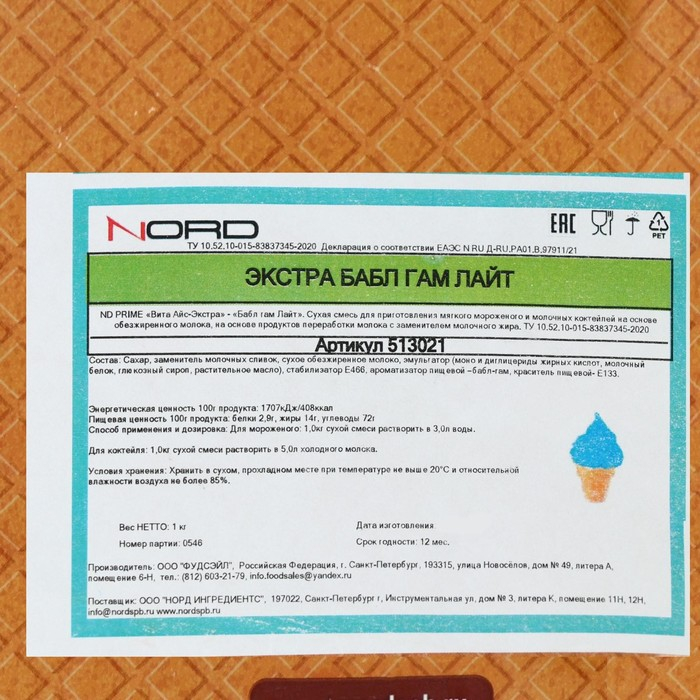 NORD
EAC
ТУ 10.52.10-015-83837345-2020 Декларация о соответствии ЕАЭС N RU Д-RU.РА01.В.97911/21
PET
ЭКСТРА БАБЛ ГАМ ЛАЙТ
ND PRIME «Вита Айс-Экстра» - «Бабл гам Лайт». Сухая смесь для приготовления мягкого мороженого и молочных коктейлей на основе
обезжиренного молока, на основе продуктов переработки молока с заменителем молочного жира. ТУ 10.52.10-015-83837345-2020
Артикул 513021
Состав: Сахар, заменитель молочных сливок, сухое обезжиренное молоко, эмульгатор (моно и диглицериды жирных кислот, молочный
белок, глюкозный сироп, растительное масло), стабилизатор Е466, ароматизатор пищевой –бабл-гам, краситель пищевой- Е133.
Энергетическая ценность 100г продукта: 1707кДж/408ккал
Пищевая ценность 100г продукта: белки 2,9г, жиры 14г, углеводы 72г
Способ применения и дозировка: Для мороженого: 1,0кг сухой смеси растворить в 3,0л воды.
Для коктейля: 1,0кг сухой смеси растворить в 5,0л холодного молока.
Условия хранения: Хранить в сухом, прохладном месте при температуре не выше 20°С и относительной
влажности воздуха не более 85%.
Вес НЕТТО: 1 кг
Дата изготовления
Номер партии: 0546
Срок годности: 12 мес.
Производитель: ООО "ФУДСЭЙЛ", Российская Федерация, г. Санкт-Петербург, 193315, улица Новосёлов, дом № 49, литера А,
помещение 6-Н, тел.: (812) 603-21-79, info.foodsales@yandex.ru
Поставщик: ООО "НОРД ИНГРЕДИЕНТС", 197022, Санкт-Петербург г, Инструментальная ул, дом № 3, литера К, помещение 11Н, 12Н,
info@nordspb.ru www.nordspb.ru